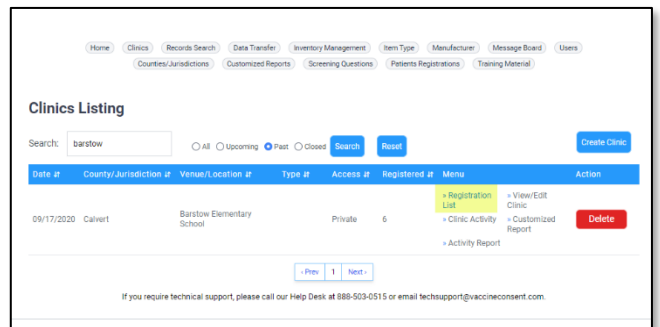 Home Clinics Records Search Data Transfer Inventory Management Item Type Manufacturer Message Board Users
Counties/Jurisdictions Customized Reports Screening Questions Patients Registrations Training Material
Clinics Listing
Search: barstow All Upcoming Past Closed Search Reset Create Clinic
Date County/Jurisdiction Venue/Location Type Access Registered Menu Action
09/17/2020 Calvert Barstow Elementary School Private 6
» Registration List » View/Edit Clinic
» Clinic Activity » Customized Report
» Activity Report
Delete
‹ Prev 1 Next ›
If you require technical support, please call our Help Desk at 888-503-0515 or email techsupport@vaccineconsent.com.